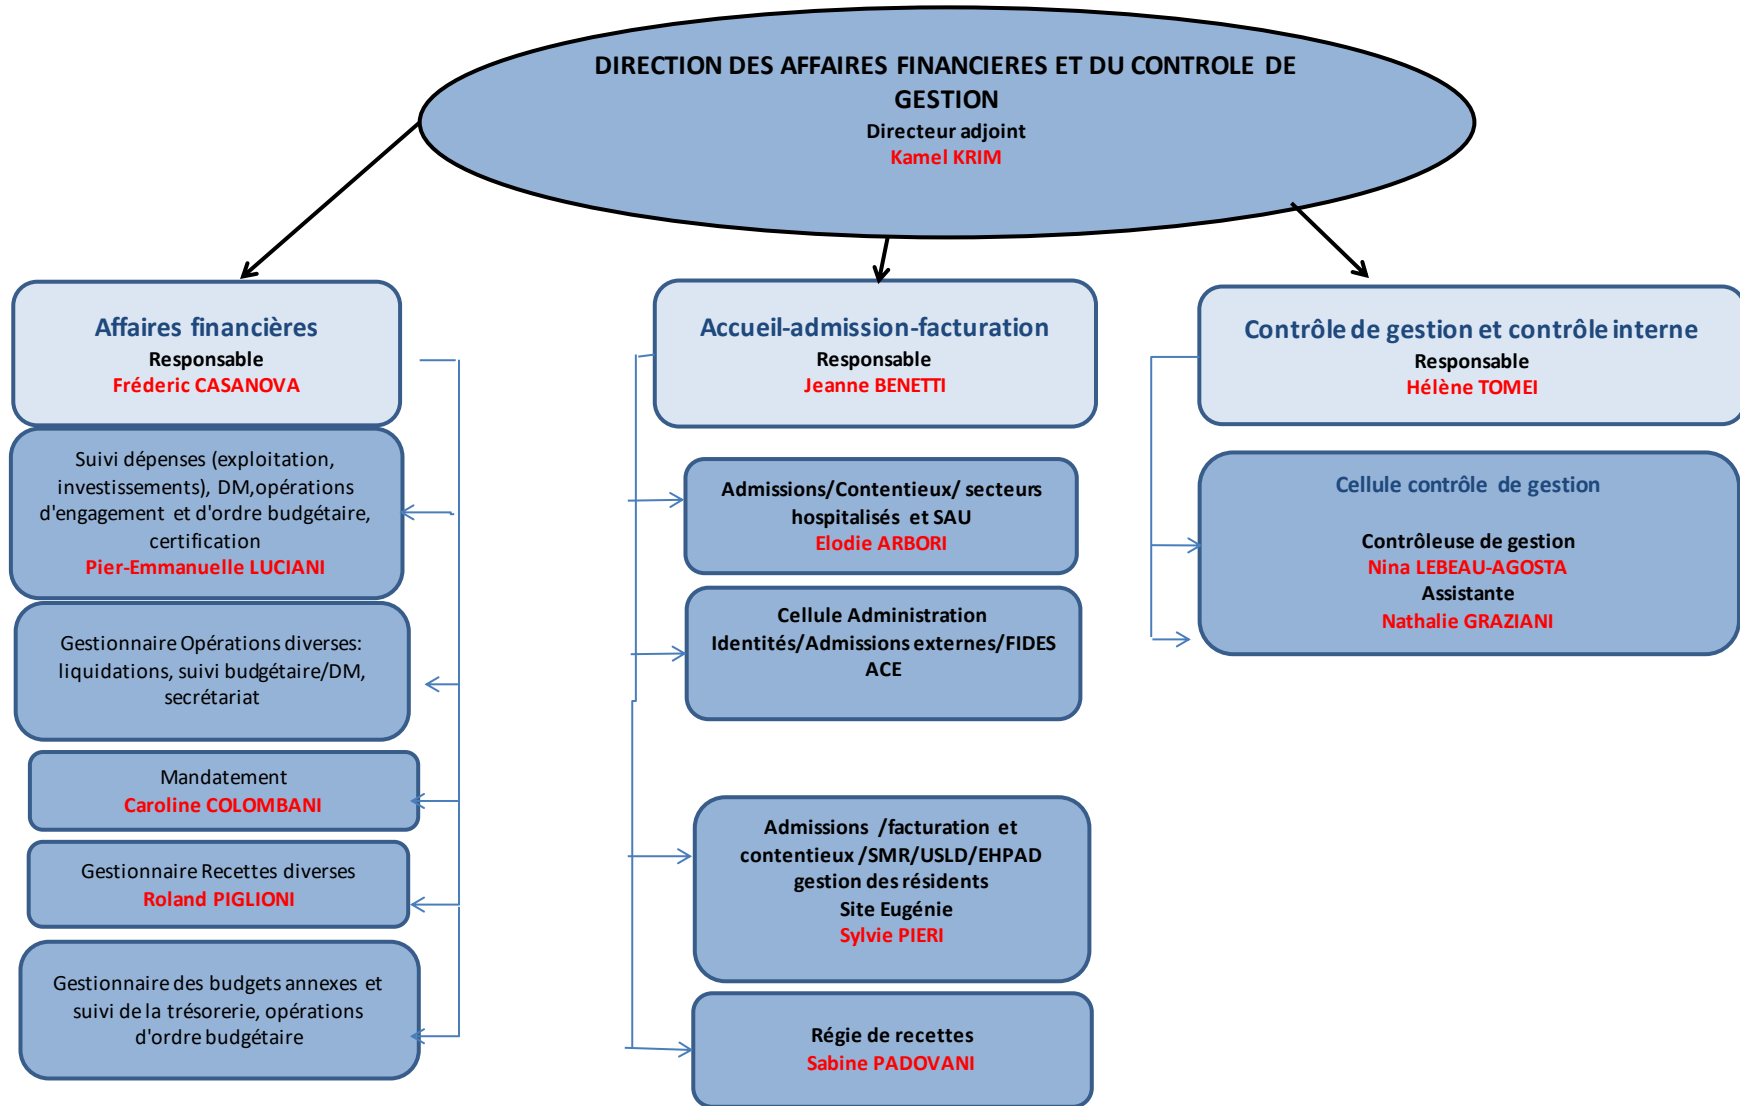 DIRECTION DES AFFAIRES FINANCIERES ET DU CONTROLE DE
GESTION
Directeur adjoint
Kamel KRIM
Affaires financières
Responsable
Fréderic CASANOVA
Suivi dépenses (exploitation,
investissements), DM,opérations
d'engagement et d'ordre budgétaire,
certification
Pier-Emmanuelle LUCIANI
Gestionnaire Opérations diverses:
liquidations, suivi budgétaire/DM,
secrétariat
Mandatement
Caroline COLOMBANI
Gestionnaire Recettes diverses
Roland PIGLIONI
Gestionnaire des budgets annexes et
suivi de la trésorerie, opérations
d'ordre budgétaire
Accueil-admission-facturation
Responsable
Jeanne BENETTI
Admissions/Contentieux/ secteurs
hospitalisés et SAU
Elodie ARBORI
Cellule Administration
Identités/Admissions externes/FIDES
ACE
Admissions /facturation et
contentieux /SMR/USLD/EHPAD
gestion des résidents
Site Eugénie
Sylvie PIERI
Régie de recettes
Sabine PADOVANI
Contrôle de gestion et contrôle interne
Responsable
Hélène TOMEI
Cellule contrôle de gestion
Contrôleuse de gestion
Nina LEBEAU-AGOSTA
Assistante
Nathalie GRAZIANI